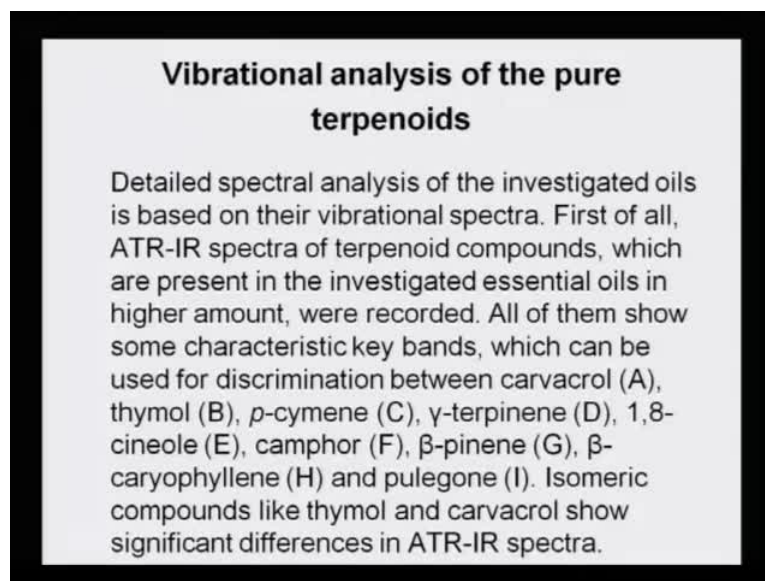 Vibrational analysis of the pure
terpenoids
Detailed spectral analysis of the investigated oils
is based on their vibrational spectra. First of all,
ATR-IR spectra of terpenoid compounds, which
are present in the investigated essential oils in
higher amount, were recorded. All of them show
some characteristic key bands, which can be
used for discrimination between carvacrol (A),
thymol (B), p-cymene (C), γ-terpinene (D), 1,8-
cineole (E), camphor (F), β-pinene (G), β-
caryophyllene (H) and pulegone (I). Isomeric
compounds like thymol and carvacrol show
significant differences in ATR-IR spectra.